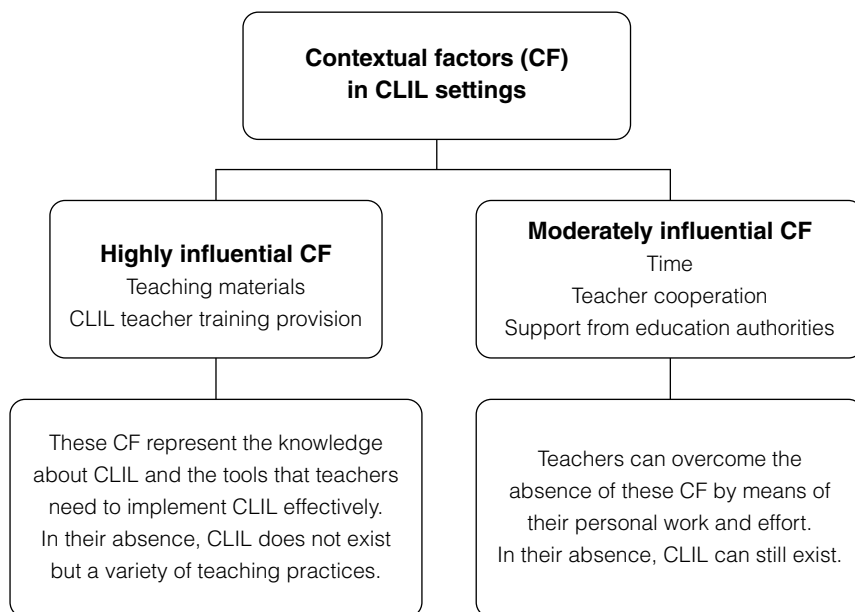 Contextual factors (CF)
in CLIL settings
Highly influential CF
Teaching materials
CLIL teacher training provision
Moderately influential CF
Time
Teacher cooperation
Support from education authorities
These CF represent the knowledge
about CLIL and the tools that teachers
need to implement CLIL effectively.
In their absence, CLIL does not exist
but a variety of teaching practices.
Teachers can overcome the
absence of these CF by means of
their personal work and effort.
In their absence, CLIL can still exist.